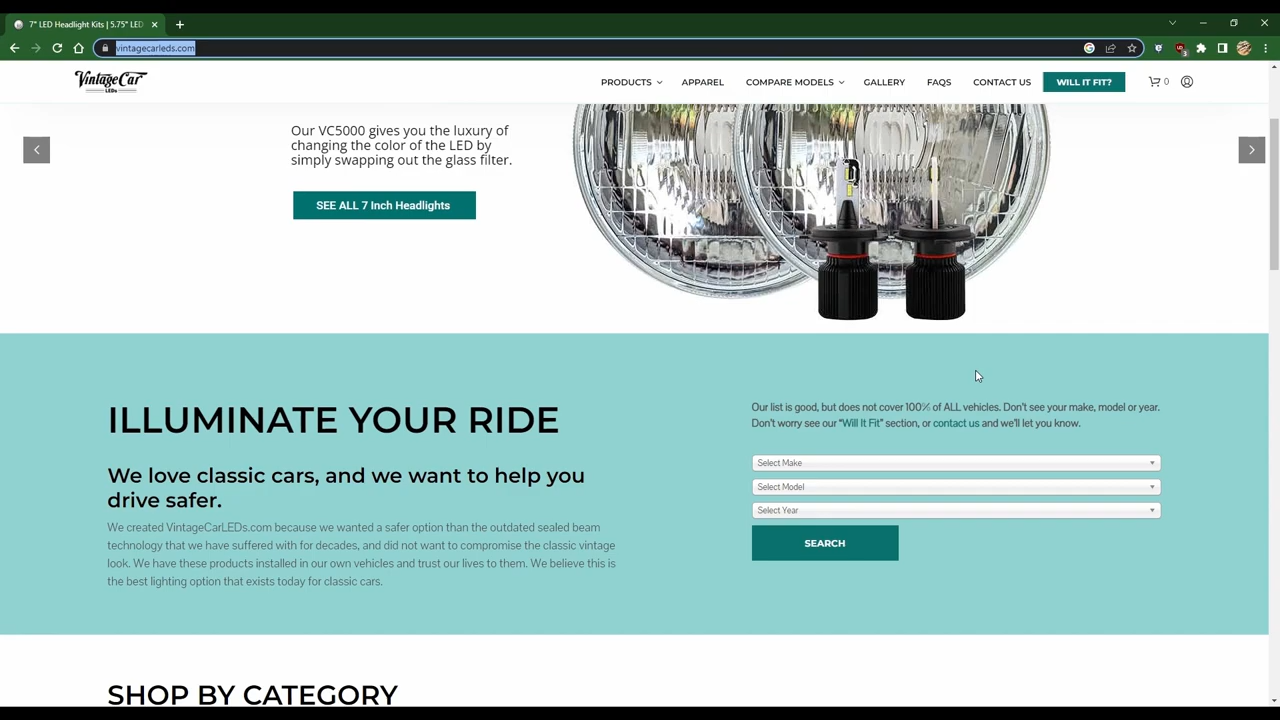 7" LED Headlight Kits | 5.75" LED
vintagecarleds.com
3
VintageCar
LEDs
PRODUCTS
APPAREL
COMPARE MODELS
GALLERY
FAQS
CONTACT US
WILL IT FIT?
0
Our VC5000 gives you the luxury of
changing the color of the LED by
simply swapping out the glass filter.
SEE ALL 7 Inch Headlights
ILLUMINATE YOUR RIDE
We love classic cars, and we want to help you
drive safer.
We created VintageCarLEDs.com because we wanted a safer option than the outdated sealed beam
technology that we have suffered with for decades, and did not want to compromise the classic vintage
look. We have these products installed in our own vehicles and trust our lives to them. We believe this is
the best lighting option that exists today for classic cars.
Our list is good, but does not cover 100% of ALL vehicles. Don't see your make, model or year.
Don't worry see our "Will It Fit" section, or contact us and we'll let you know.
Select Make
Select Model
Select Year
SEARCH
SHOP BY CATEGORY